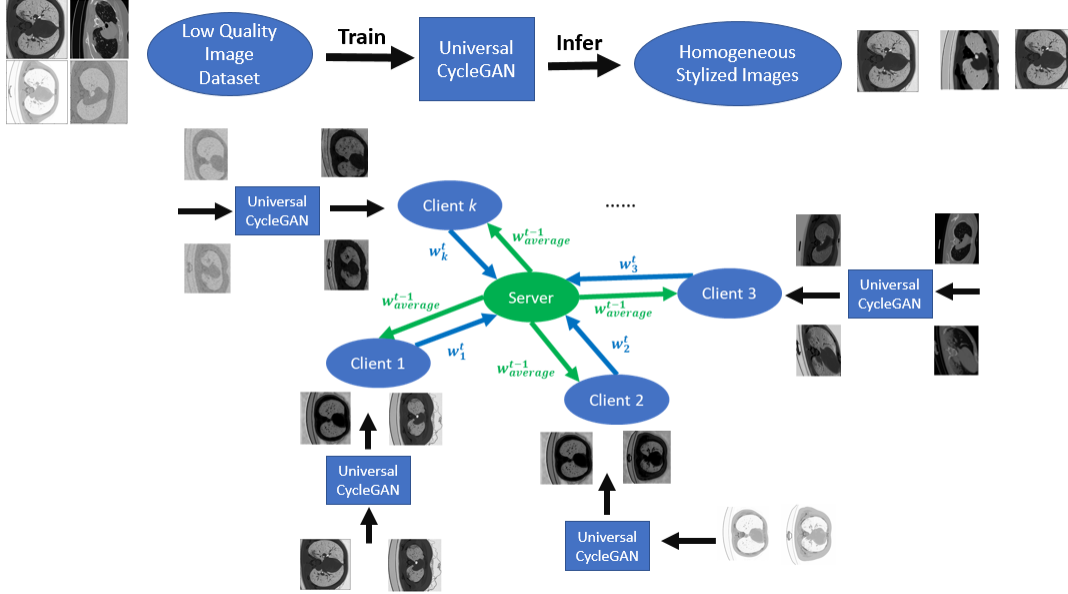 Low Quality
Image
Dataset
Train
Universal
CycleGAN
Infer
Homogeneous
Stylized Images
Universal
CycleGAN
Client k
......
w_k^t
w_average^{t-1}
w_3^t
Server
w_average^{t-1}
w_average^{t-1}
Client 3
Universal
CycleGAN
Client 1
w_1^t
w_2^t
w_average^{t-1}
Client 2
Universal
CycleGAN
Universal
CycleGAN